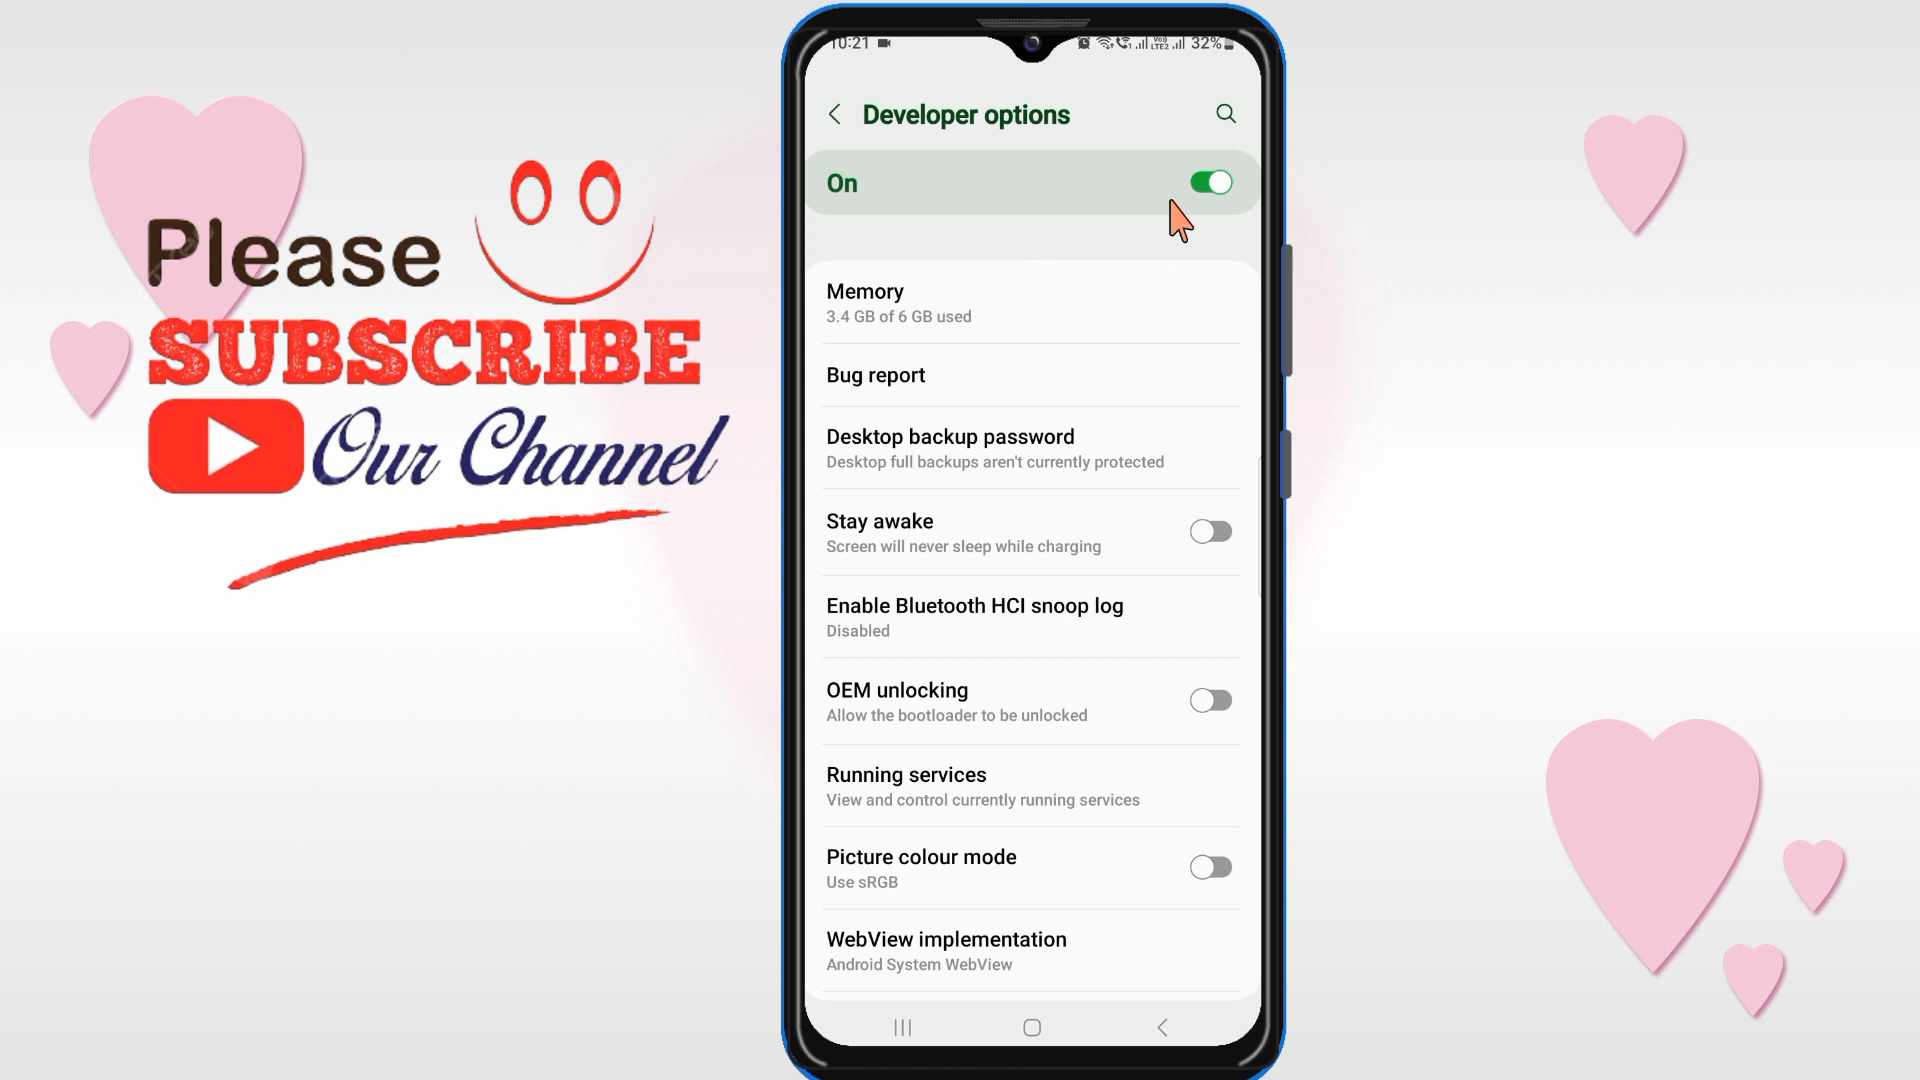 Please
SUBSCRIBE
Our Channel
10:21
32%
Developer options
On
Memory
3.4 GB of 6 GB used
Bug report
Desktop backup password
Desktop full backups aren't currently protected
Stay awake
Screen will never sleep while charging
Enable Bluetooth HCI snoop log
Disabled
OEM unlocking
Allow the bootloader to be unlocked
Running services
View and control currently running services
Picture colour mode
Use sRGB
WebView implementation
Android System WebView